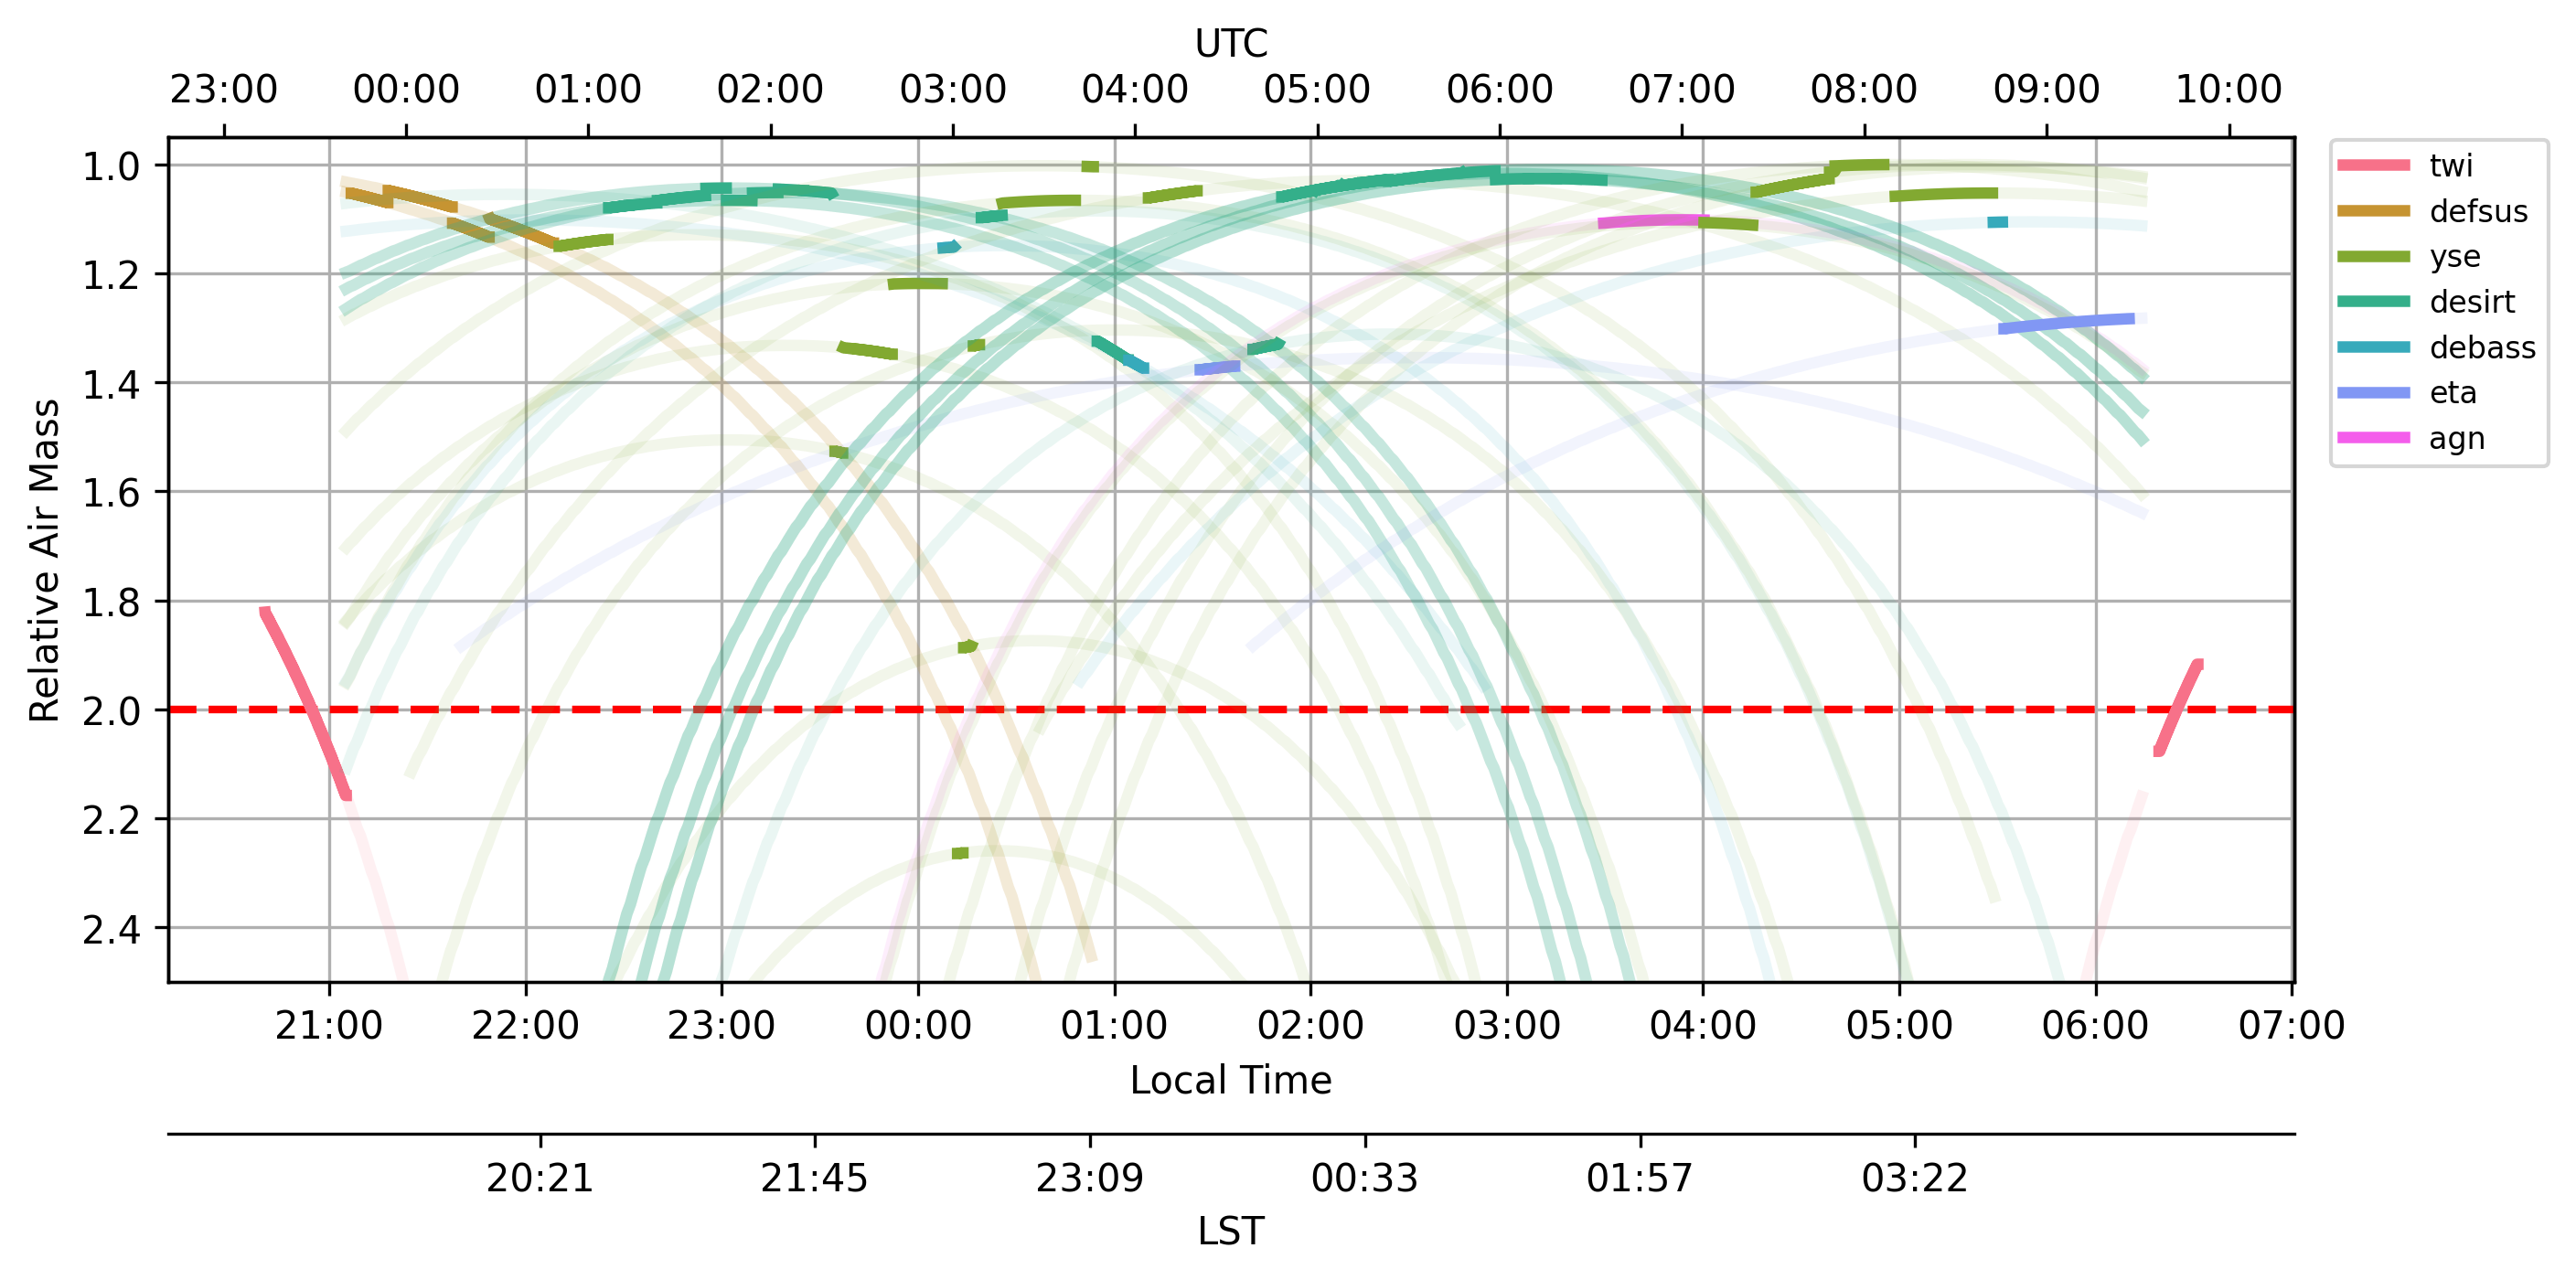 UTC
23:00 00:00 01:00 02:00 03:00 04:00 05:00 06:00 07:00 08:00 09:00 10:00
Relative Air Mass
1.0
1.2
1.4
1.6
1.8
2.0
2.2
2.4
twi
defsus
yse
desirt
debass
eta
agn
21:00 22:00 23:00 00:00 01:00 02:00 03:00 04:00 05:00 06:00 07:00
Local Time
20:21 21:45 23:09 00:33 01:57 03:22
LST